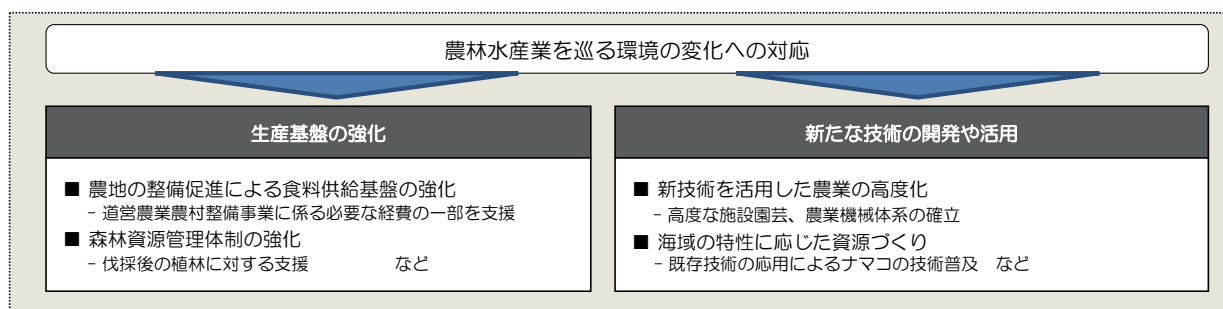 農林水産業を巡る環境の変化への対応
生産基盤の強化
■ 農地の整備促進による食料供給基盤の強化
- 道営農業農村整備事業に係る必要な経費の一部を支援
■ 森林資源管理体制の強化
- 伐採後の植林に対する支援 など
新たな技術の開発や活用
■ 新技術を活用した農業の高度化
- 高度な施設園芸、農業機械体系の確立
■ 海域の特性に応じた資源づくり
- 既存技術の応用によるナマコの技術普及 など